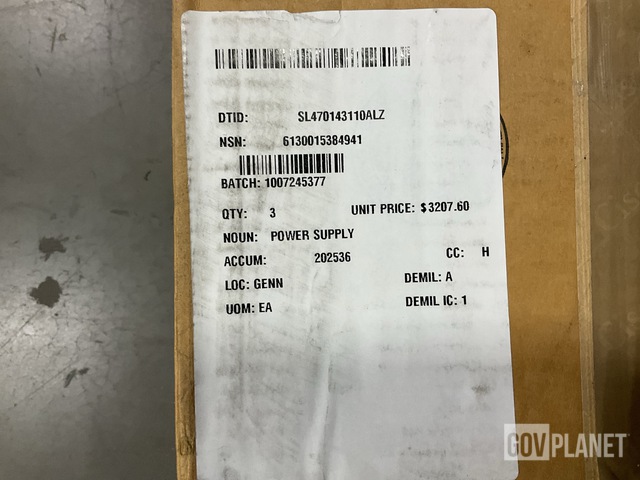 DTID: SL470143110ALZ
NSN: 6130015384941
BATCH: 1007245377
QTY: 3 UNIT PRICE: $3207.60
NOUN: POWER SUPPLY
ACCUM: 202536 CC: H
LOC: GENN DEMIL: A
UOM: EA DEMIL IC: 1
GOVPLANET